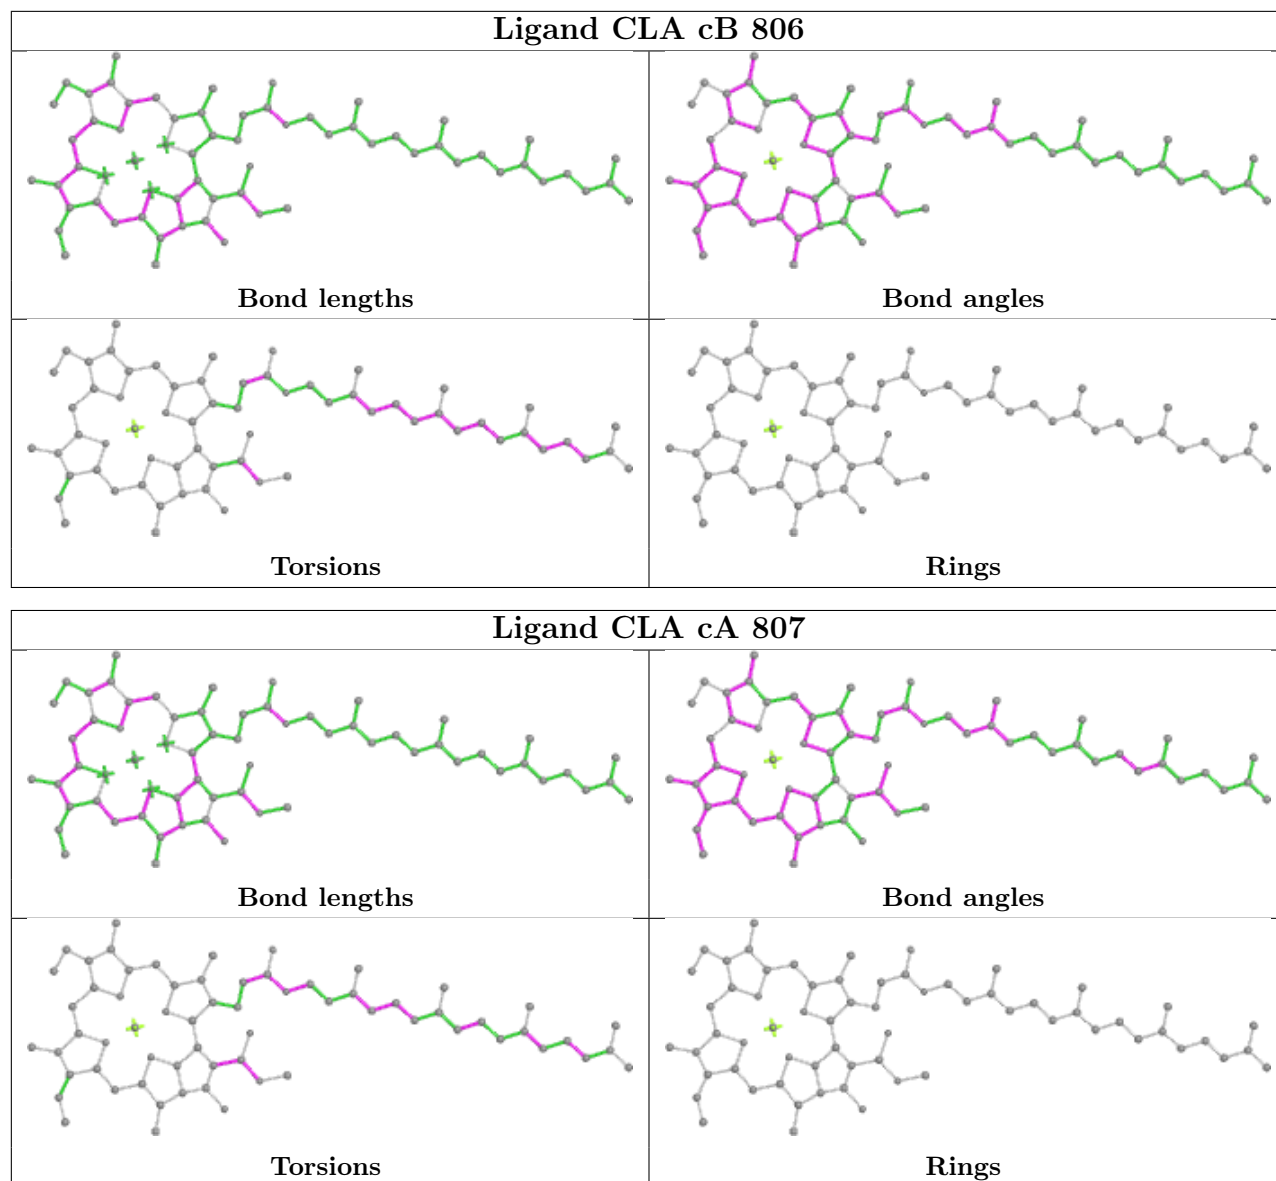 Ligand CLA cB 806
Bond lengths
Bond angles
Torsions
Rings
Ligand CLA cA 807
Bond lengths
Bond angles
Torsions
Rings